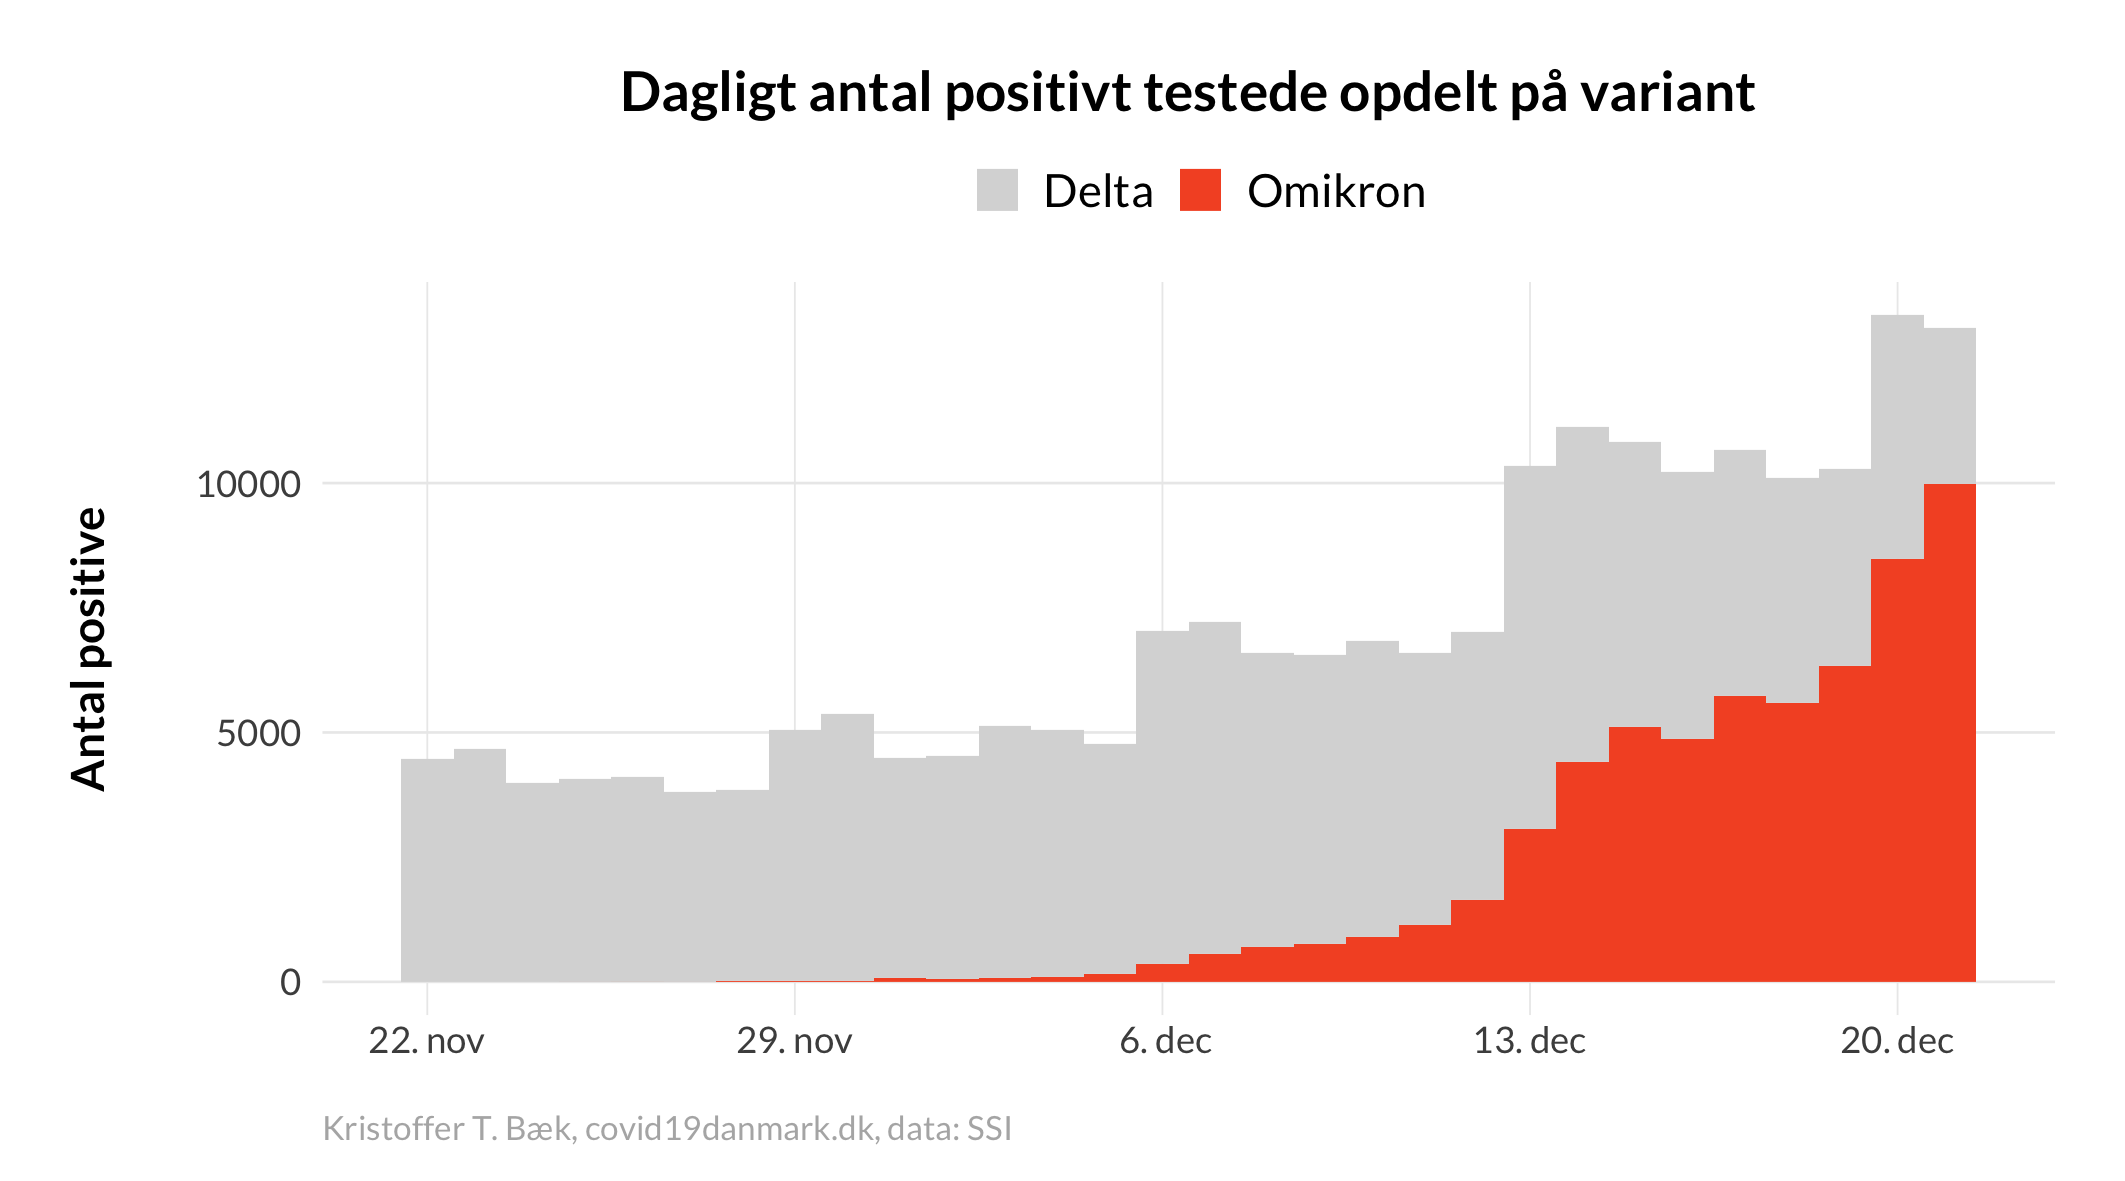 Dagligt antal positivt testede opdelt på variant
Delta Omikron
Antal positive
10000
5000
0
22. nov 29. nov 6. dec 13. dec 20. dec
Kristoffer T. Bæk, covid19danmark.dk, data: SSI